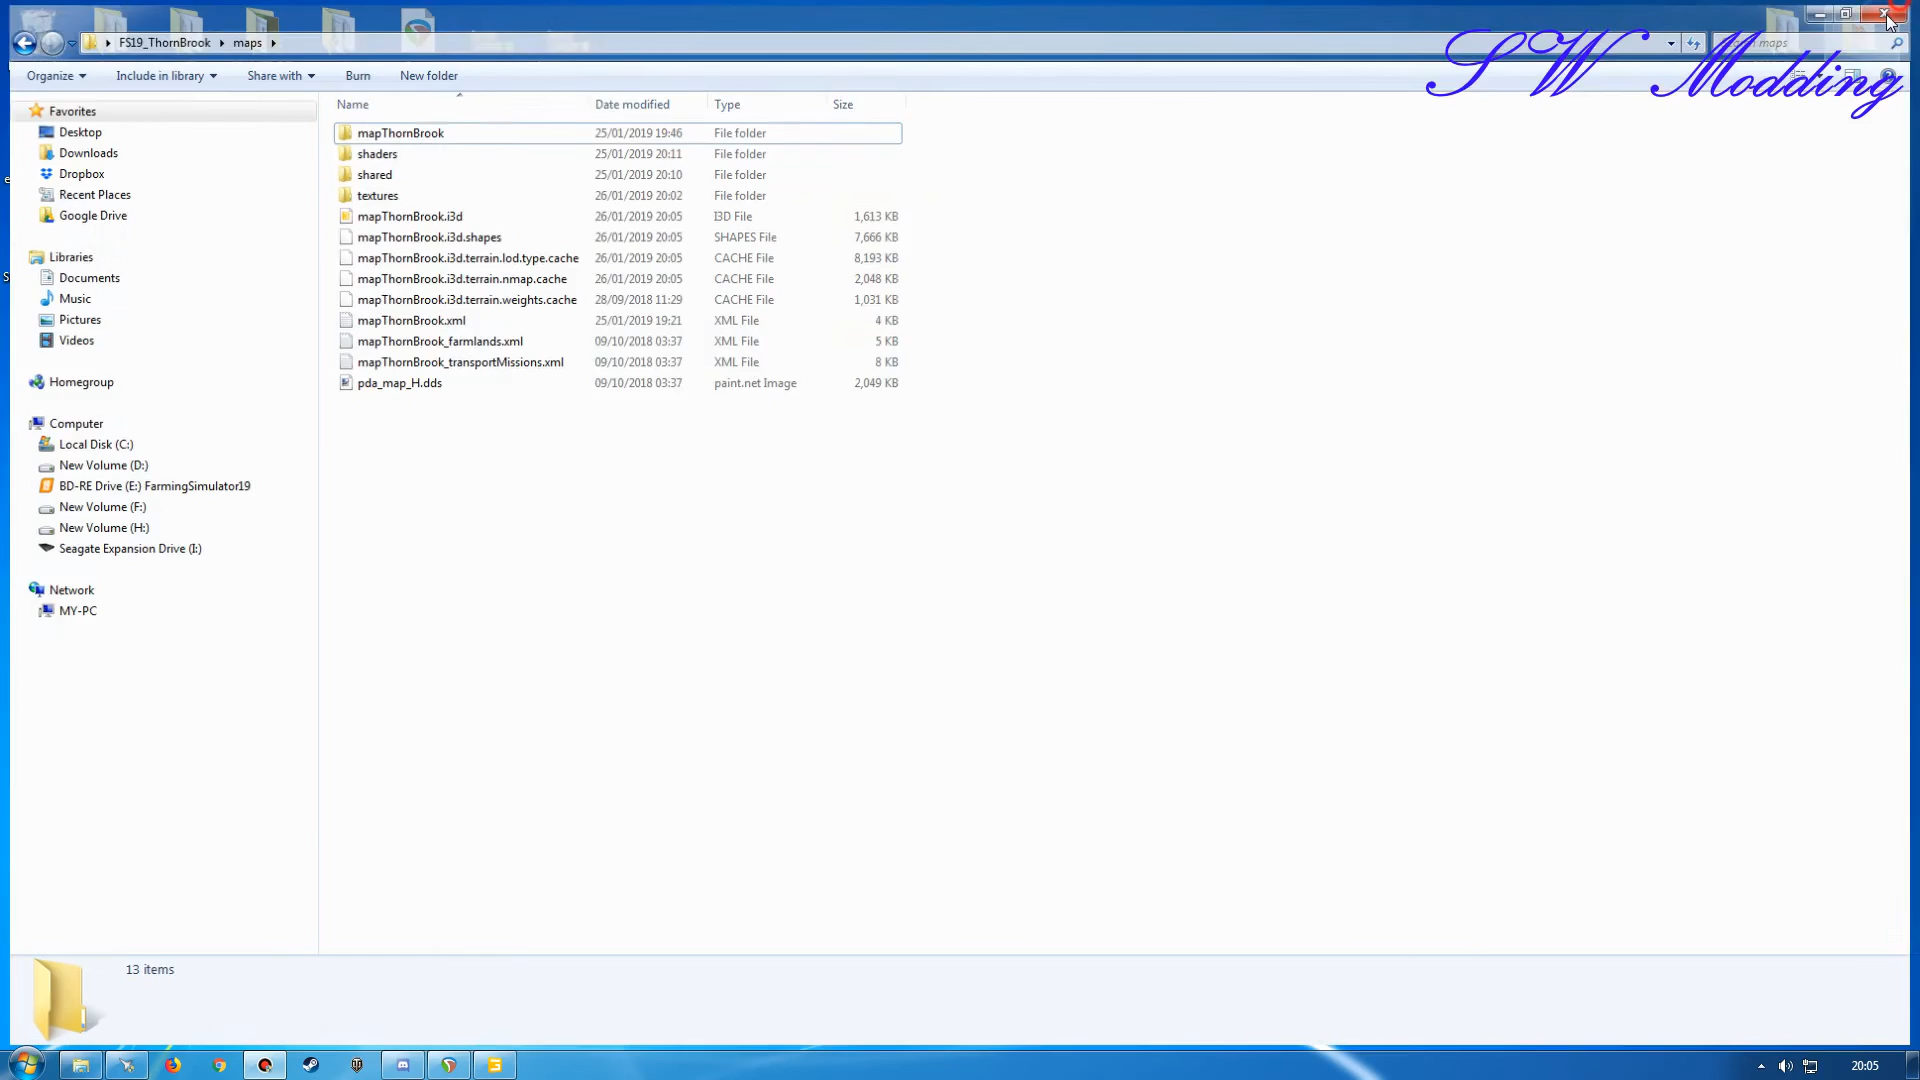 FS19_ThornBrook
maps
Search maps
SW Modding
Organize
Include in library
Share with
Burn
New folder
Name
Date modified
Type
Size
Favorites
Desktop
Downloads
Dropbox
Recent Places
Google Drive
Libraries
Documents
Music
Pictures
Videos
Homegroup
Computer
Local Disk (C:)
New Volume (D:)
BD-RE Drive (E:) FarmingSimulator19
New Volume (F:)
New Volume (H:)
Seagate Expansion Drive (I:)
Network
MY-PC
mapThornBrook 25/01/2019 19:46 File folder
shaders 25/01/2019 20:11 File folder
shared 25/01/2019 20:10 File folder
textures 26/01/2019 20:02 File folder
mapThornBrook.i3d 26/01/2019 20:05 I3D File 1,613 KB
mapThornBrook.i3d.shapes 26/01/2019 20:05 SHAPES File 7,666 KB
mapThornBrook.i3d.terrain.lod.type.cache 26/01/2019 20:05 CACHE File 8,193 KB
mapThornBrook.i3d.terrain.nmap.cache 26/01/2019 20:05 CACHE File 2,048 KB
mapThornBrook.i3d.terrain.weights.cache 28/09/2018 11:29 CACHE File 1,031 KB
mapThornBrook.xml 25/01/2019 19:21 XML File 4 KB
mapThornBrook_farmlands.xml 09/10/2018 03:37 XML File 5 KB
mapThornBrook_transportMissions.xml 09/10/2018 03:37 XML File 8 KB
pda_map_H.dds 09/10/2018 03:37 paint.net Image 2,049 KB
13 items
20:05